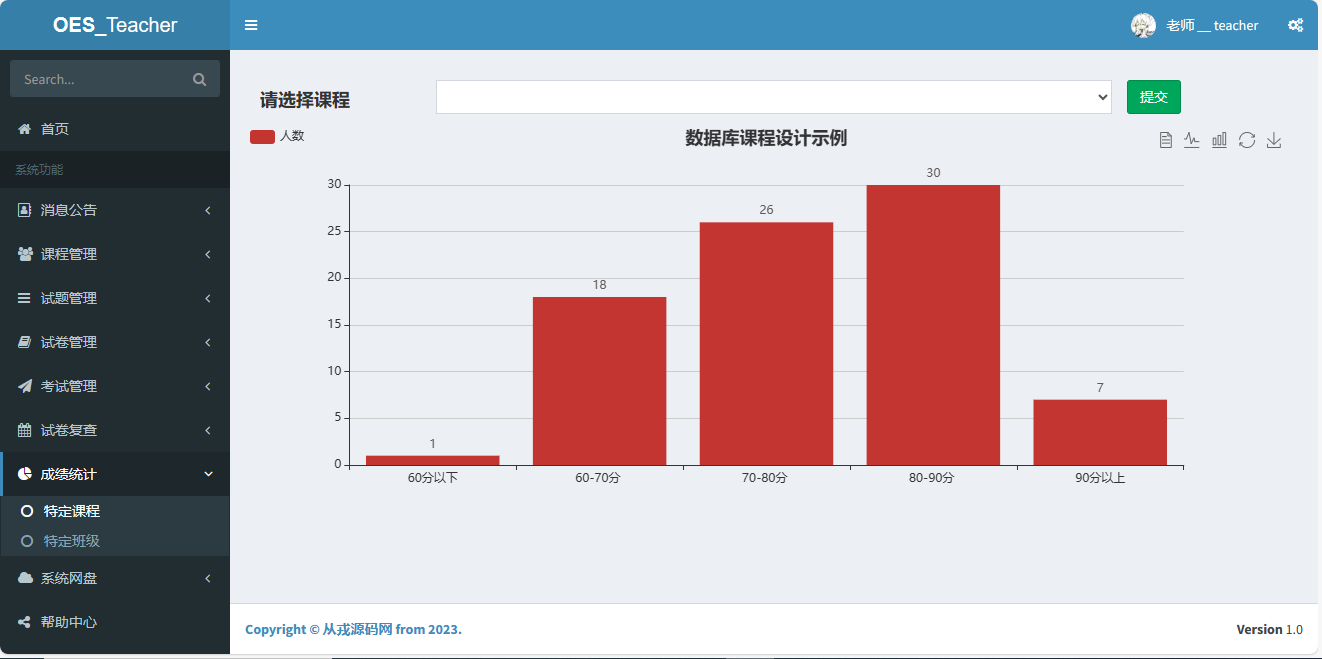 OES_Teacher
老师__teacher
Search...
首页
系统功能
消息公告
课程管理
试题管理
试卷管理
考试管理
试卷复查
成绩统计
特定课程
特定班级
系统网盘
帮助中心
请选择课程
提交
人数
数据库课程设计示例
30
25
20
15
10
5
0
1
18
26
30
7
60分以下
60-70分
70-80分
80-90分
90分以上
Copyright © 从戎源码网 from 2023.
Version 1.0